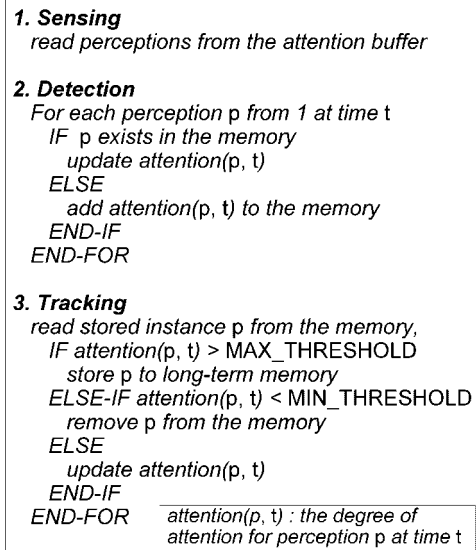 1. Sensing
read perceptions from the attention buffer
2. Detection
For each perception p from 1 at time t
IF p exists in the memory
update attention(p, t)
ELSE
add attention(p, t) to the memory
END-IF
END-FOR
3. Tracking
read stored instance p from the memory,
IF attention(p, t) > MAX_THRESHOLD
store p to long-term memory
ELSE-IF attention(p, t) < MIN_THRESHOLD
remove p from the memory
ELSE
update attention(p, t)
END-IF
END-FOR
attention(p, t) : the degree of
attention for perception p at time t